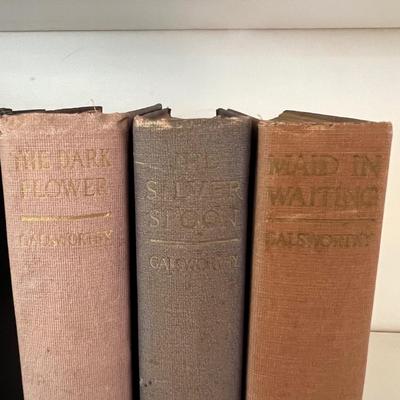 THE DARK
FLOWER
GALSWORTHY
THE
SILVER
SPOON
GALSWORTHY
MAID IN
WAITING
GALSWORTHY